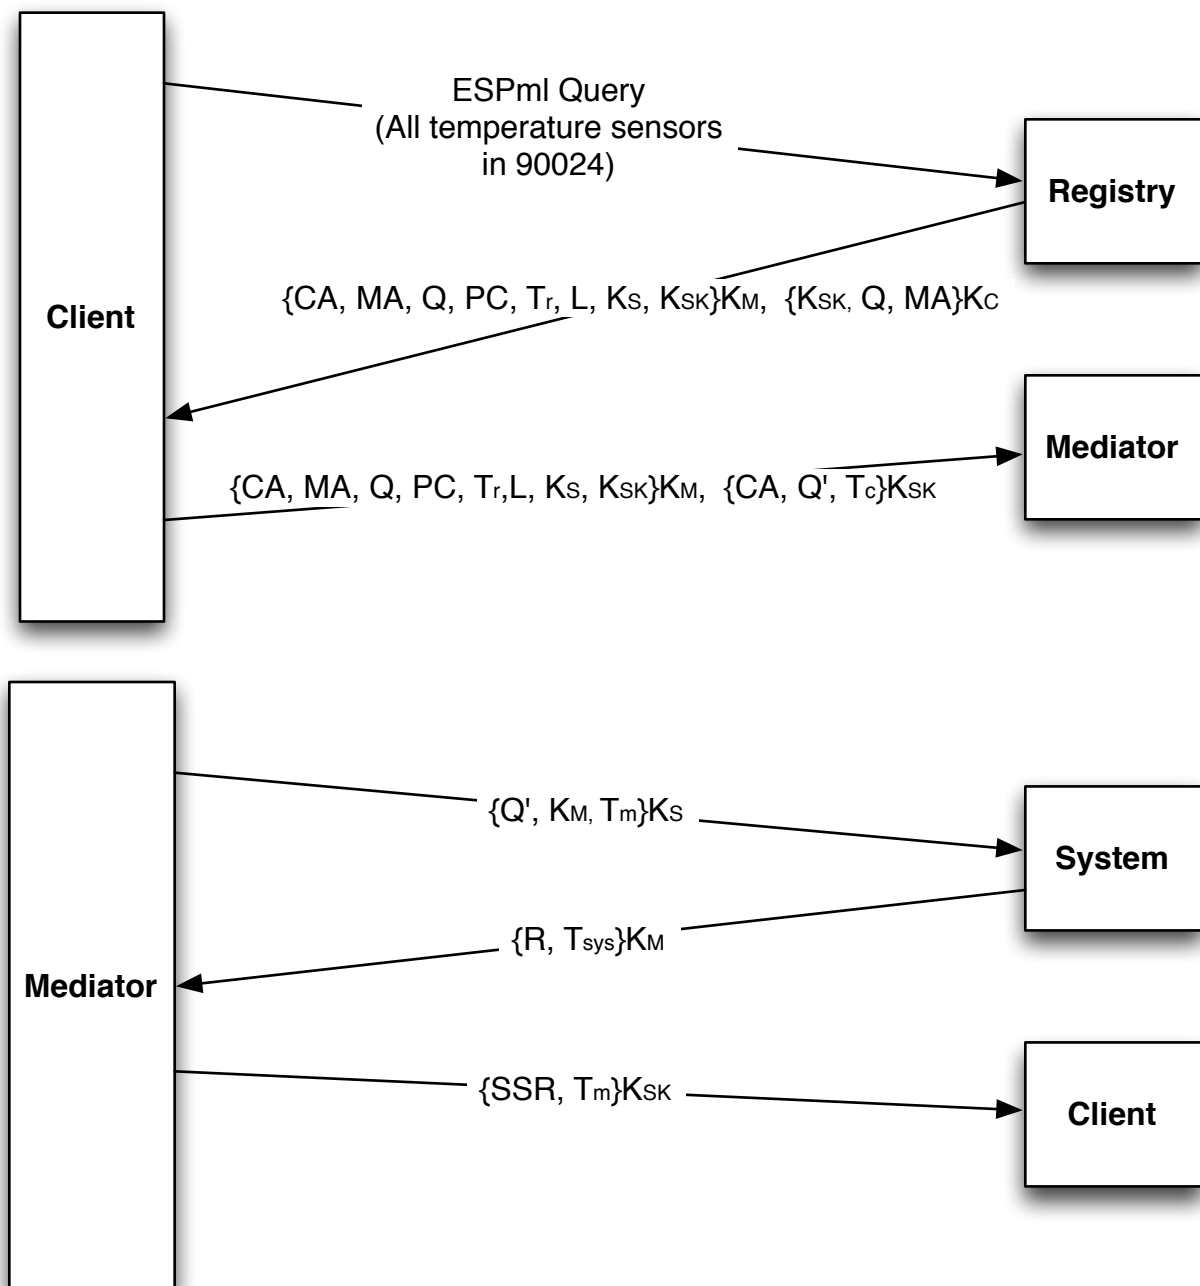 ESPml Query
(All temperature sensors
in 90024)
Registry
Client
{CA, MA, Q, PC, Tr, L, KS, KSK}KM, {KSK, Q, MA}KC
Mediator
{CA, MA, Q, PC, Tr,L, KS, KSK}KM, {CA, Q', Tc}KSK
{Q', KM, Tm}KS
System
{R, Tsys}KM
Mediator
{SSR, Tm}KSK
Client